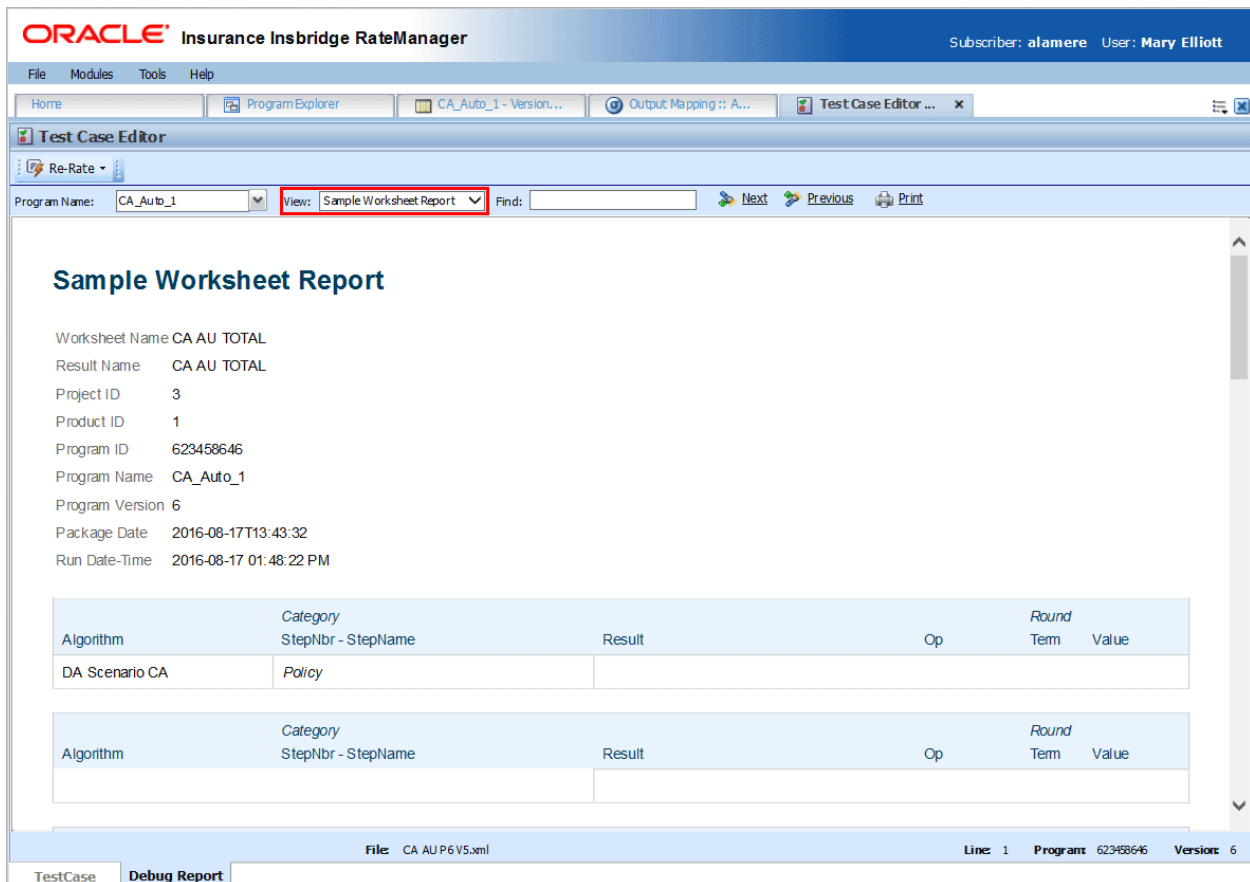 ORACLE Insurance Insbridge RateManager
Subscriber: alamere User: Mary Elliott
File Modules Tools Help
Home Program Explorer CA_Auto_1 - Version... Output Mapping :: A... Test Case Editor ... x
Test Case Editor
Re-Rate
Program Name: CA_Auto_1 View: Sample Worksheet Report Find: Next Previous Print
Sample Worksheet Report
Worksheet Name CA AU TOTAL
Result Name CA AU TOTAL
Project ID 3
Product ID 1
Program ID 623458646
Program Name CA_Auto_1
Program Version 6
Package Date 2016-08-17T13:43:32
Run Date-Time 2016-08-17 01:48:22 PM
Category Round
Algorithm StepNbr - StepName Result Op Term Value
DA Scenario CA Policy
Category Round
Algorithm StepNbr - StepName Result Op Term Value
File: CA AU P6 V5.xml Line: 1 Program: 623458646 Version: 6
TestCase Debug Report